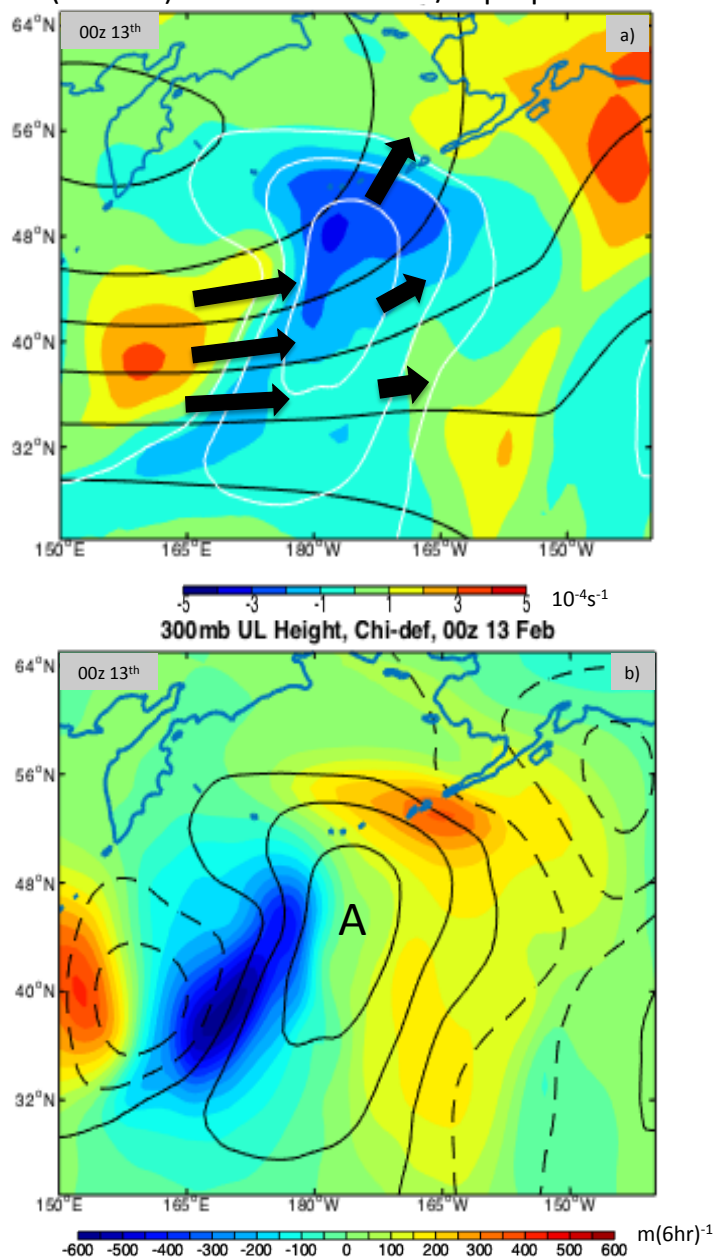 00z 13th
a)
64°N
56°N
48°N
40°N
32°N
150°E
165°E
180°W
165°W
150°W
-5
-3
-1
1
3
5
10-4s-1
300mb UL Height, Chi-def, 00z 13 Feb
00z 13th
b)
64°N
56°N
48°N
40°N
32°N
A
150°E
165°E
180°W
165°W
150°W
-600 -500 -400 -300 -200 -100 0 100 200 300 400 500 600
m(6hr)-1